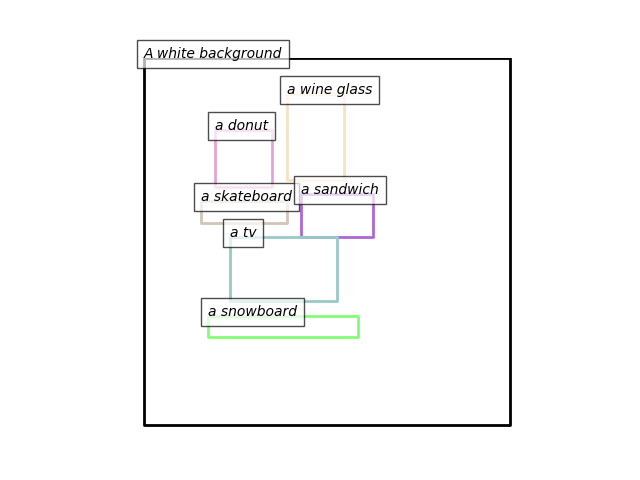 A white background
a wine glass
a donut
a sandwich
a skateboard
a tv
a snowboard